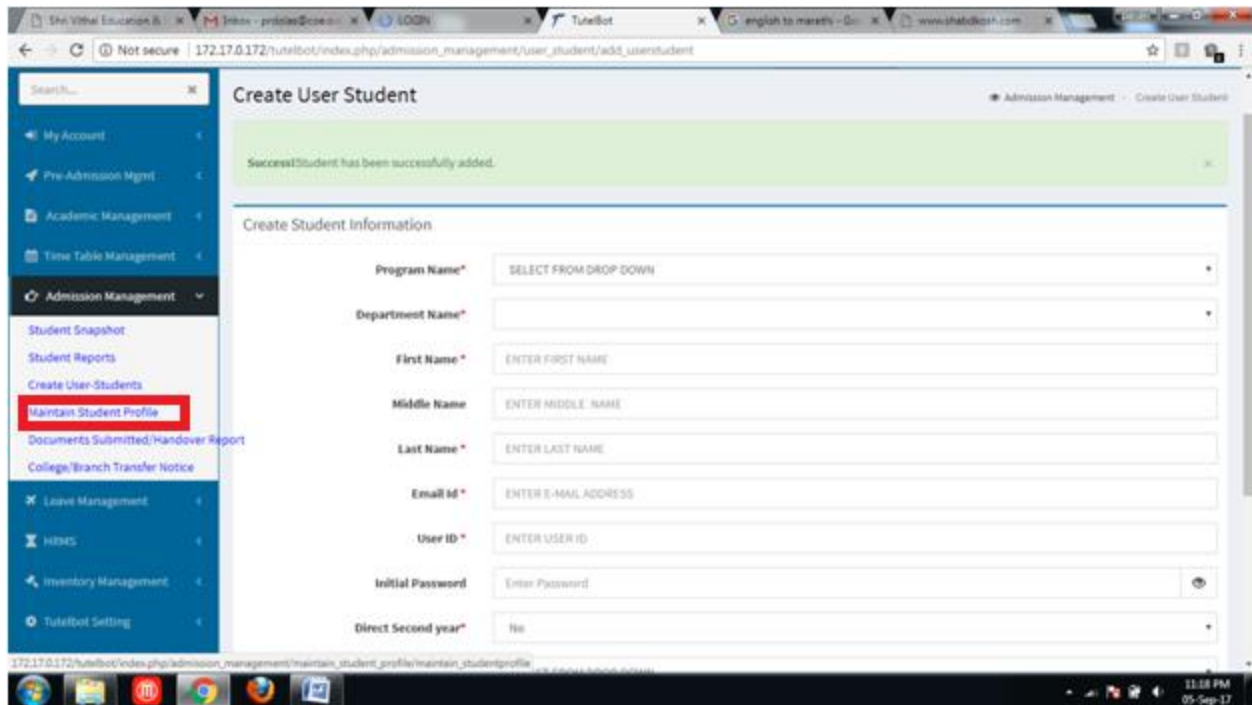 Shri Vithal Education &
Inbox -
LOGIN
TutelBot
english to marathi - Go
www.shabdkosh.com
Not secure
172.17.0.172/tutelbot/index.php/admission_management/user_student/add_userstudent
Search...
Create User Student
Admission Management - Create User Student
My Account
Success!Student has been successfully added.
Pre-Admission Mgmt
Academic Management
Create Student Information
Time Table Management
Program Name*
SELECT FROM DROP DOWN
Admission Management
Department Name*
Student Snapshot
Student Reports
First Name *
ENTER FIRST NAME
Create User-Students
Maintain Student Profile
Middle Name
ENTER MIDDLE NAME
Documents Submitted/Handover Report
Last Name *
ENTER LAST NAME
College/Branch Transfer Notice
Email Id *
ENTER E-MAIL ADDRESS
Leave Management
User ID *
ENTER USER ID
HRMS
Inventory Management
Initial Password
Enter Password
Tutelbot Setting
Direct Second year*
No
172.17.0.172/tutelbot/index.php/admission_management/maintain_student_profile/maintain_studentprofile
11:18 PM
05-Sep-17